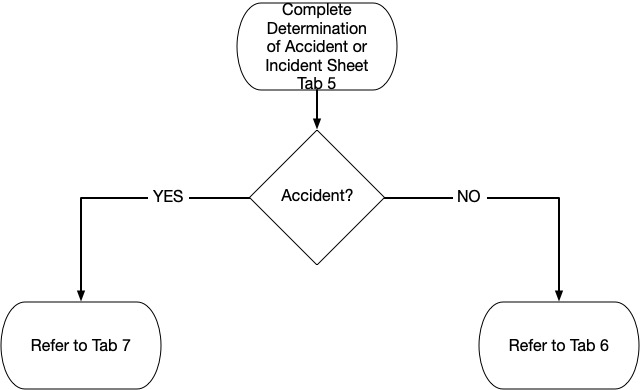 Complete
Determination
of Accident or
Incident Sheet
Tab 5
Accident?
YES
NO
Refer to Tab 7
Refer to Tab 6